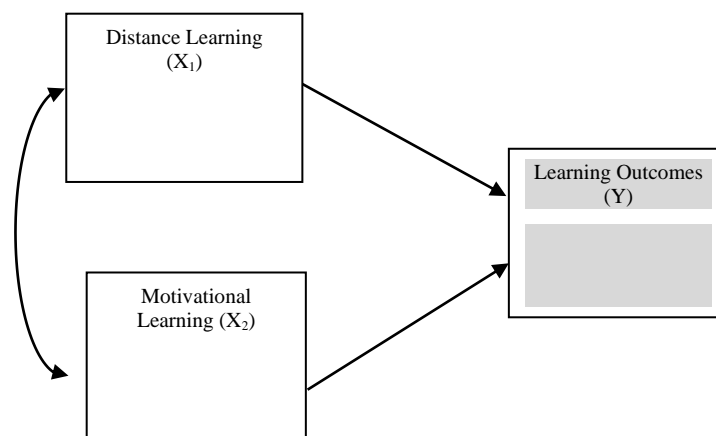 Distance Learning
(X₁)
Learning Outcomes
(Y)
Motivational
Learning (X₂)